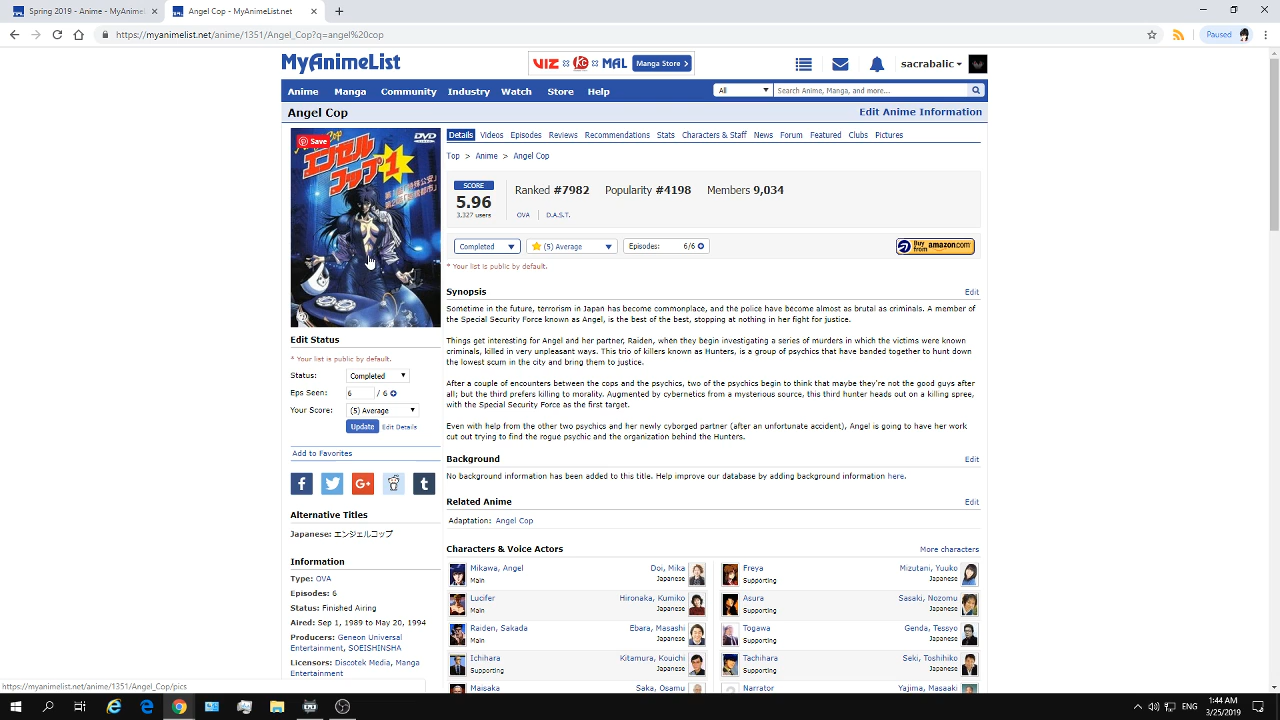 Spring 2019 - Anime - MyAnimeL
Angel Cop - MyAnimeList.net
https://myanimelist.net/anime/1351/Angel_Cop?q=angel%20cop
Paused
MyAnimeList
VIZ MAL Manga Store
sacrabalic
Anime Manga Community Industry Watch Store Help
All Search Anime, Manga, and more...
Angel Cop
Edit Anime Information
Save
DVD
エンゼルコップ1
Details Videos Episodes Reviews Recommendations Stats Characters & Staff News Forum Featured Clubs Pictures
Top > Anime > Angel Cop
SCORE
5.96
3,327 users
Ranked #7982 Popularity #4198 Members 9,034
OVA D.A.S.T.
Completed (5) Average Episodes: 6/6
Buy from amazon.com
* Your list is public by default.
Synopsis Edit
Sometime in the future, terrorism in Japan has become commonplace, and the police have become almost as brutal as criminals. A member of
the Special Security Force known as Angel, is the best of the best, stopping at nothing in her fight for justice.
Things get interesting for Angel and her partner, Raiden, when they begin investigating a series of murders in which the victims were known
criminals, killed in very unpleasant ways. This trio of killers known as Hunters, is a group of psychics that have banded together to hunt down
the lowest scum in the city and bring them to justice.
After a couple of encounters between the cops and the psychics, two of the psychics begin to think that maybe they're not the good guys after
all; but the third prefers killing to morality. Augmented by cybernetics from a mysterious source, this third hunter heads out on a killing spree,
with the Special Security Force as the first target.
Even with help from the other two psychics and her newly cyborged partner (after an unfortunate accident), Angel is going to have her work
cut out trying to find the rogue psychic and the organization behind the Hunters.
Background Edit
No background information has been added to this title. Help improve our database by adding background information here.
Related Anime Edit
Adaptation: Angel Cop
Characters & Voice Actors More characters
Mikawa, Angel
Main
Doi, Mika
Japanese
Freya
Supporting
Mizutani, Yuuko
Japanese
Lucifer
Main
Hironaka, Kumiko
Japanese
Asura
Supporting
Sasaki, Nozomu
Japanese
Raiden, Sakada
Main
Ebara, Masashi
Japanese
Togawa
Supporting
Genda, Tessyo
Japanese
Ichihara
Supporting
Kitamura, Kouichi
Japanese
Tachihara
Supporting
Seki, Toshihiko
Japanese
Maisaka
Saka, Osamu
Narrator
Yajima, Masaaki
Edit Status
* Your list is public by default.
Status: Completed
Eps Seen: 6 / 6
Your Score: (5) Average
Update Edit Details
Add to Favorites
Alternative Titles
Japanese: エンジェルコップ
Information
Type: OVA
Episodes: 6
Status: Finished Airing
Aired: Sep 1, 1989 to May 20, 1994
Producers: Geneon Universal
Entertainment, SOEISHINSHA
Licensors: Discotek Media, Manga
Entertainment
https://myanimelist.net/anime/1351/Angel_Cop/pics
ENG
1:44 AM
3/25/2019